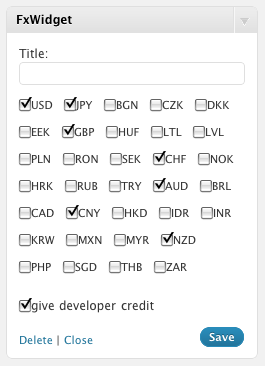 FxWidget
Title:
USD JPY BGN CZK DKK
EEK GBP HUF LTL LVL
PLN RON SEK CHF NOK
HRK RUB TRY AUD BRL
CAD CNY HKD IDR INR
KRW MXN MYR NZD
PHP SGD THB ZAR
give developer credit
Delete | Close Save